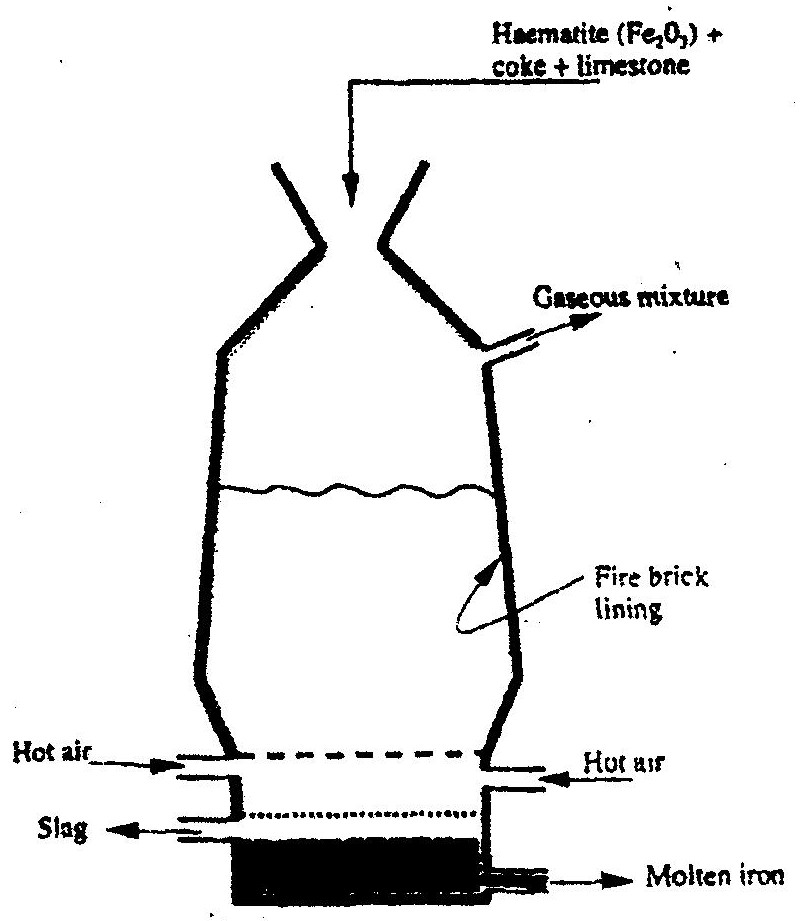 Haematite (Fe₂O₃) +
coke + limestone
Gaseous mixture
Fire brick
lining
Hot air
Hot air
Slag
Molten iron